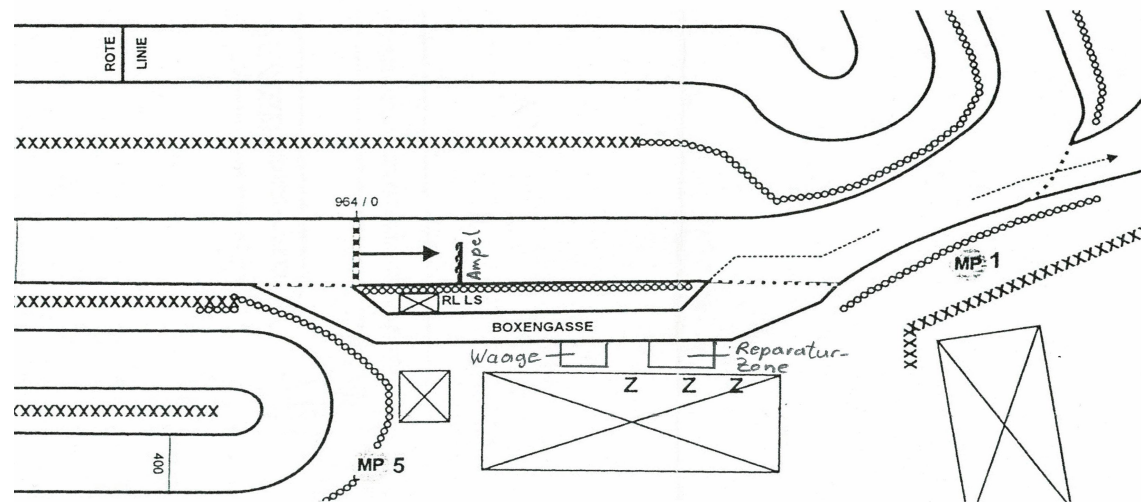 ROTE
LINIE
964 / 0
Ampel
RL LS
BOXENGASSE
MP 1
Waage
Reparatur-
zone
Z Z Z
MP 5
400